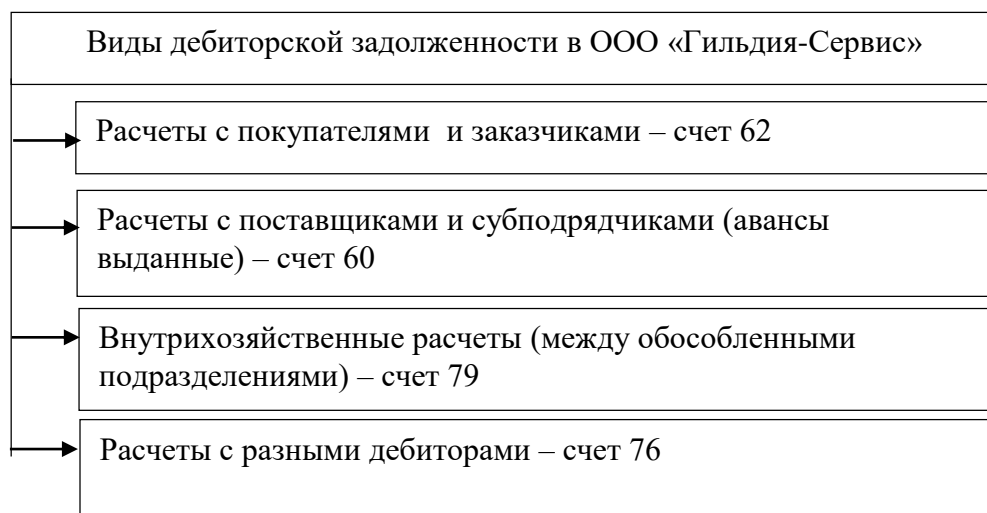 Виды дебиторской задолженности в ООО «Гильдия-Сервис»
Расчеты с покупателями и заказчиками – счет 62
Расчеты с поставщиками и субподрядчиками (авансы
выданные) – счет 60
Внутрихозяйственные расчеты (между обособленными
подразделениями) – счет 79
Расчеты с разными дебиторами – счет 76